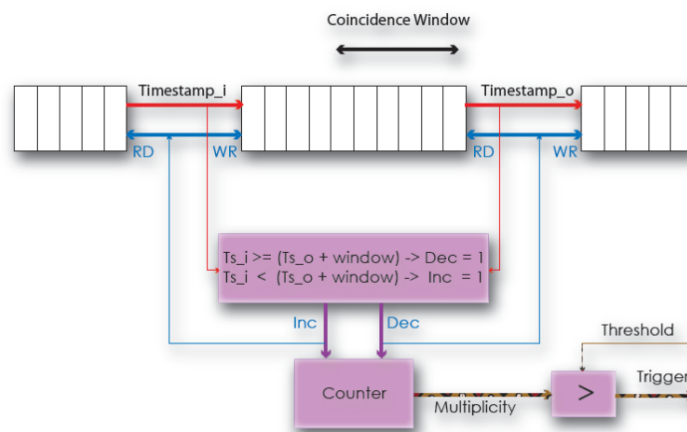 Coincidence Window
Timestamp_i
Timestamp_o
RD
WR
RD
WR
Ts_i >= (Ts_o + window) -> Dec = 1
Ts_i < (Ts_o + window) -> Inc = 1
Inc
Dec
Threshold
Counter
Multiplicity
>
Trigger